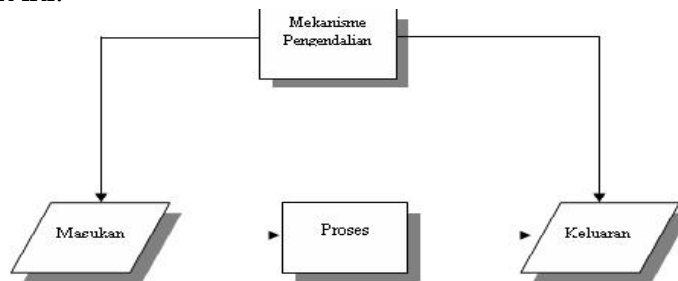 Mekanisme
Pengendalian
Masukan
Proses
Keluaran